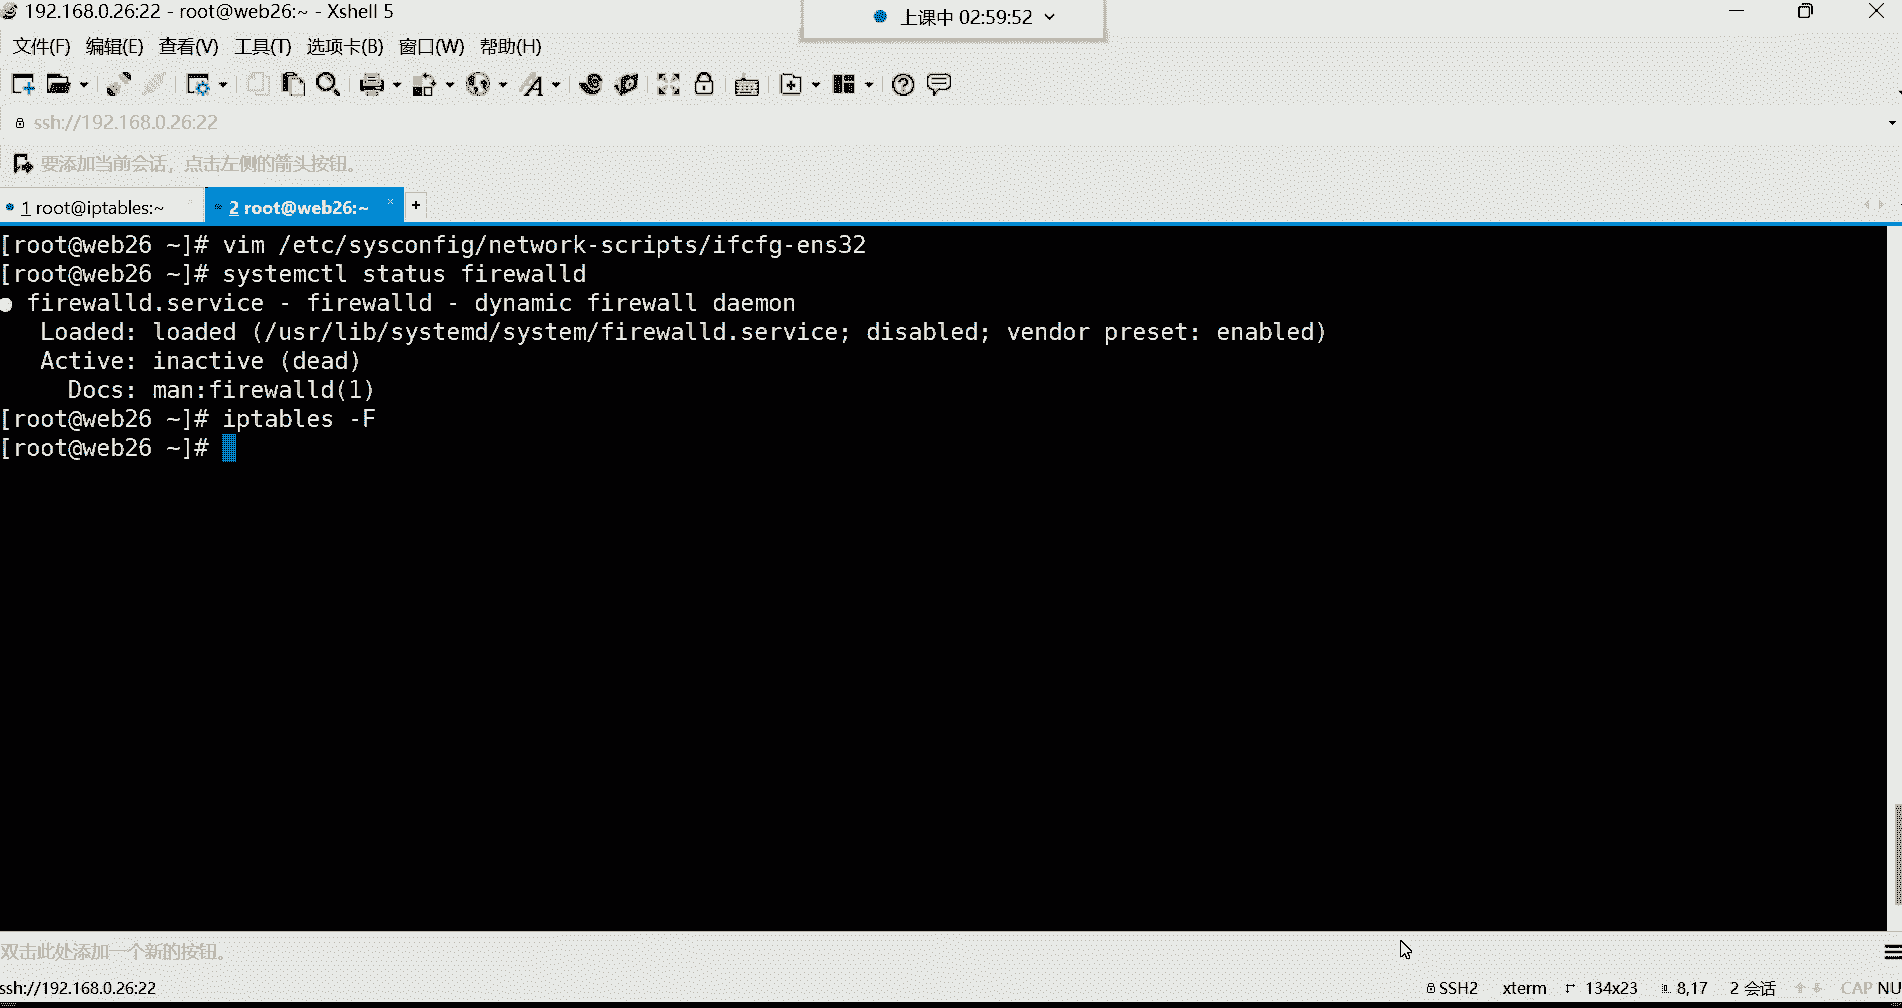 192.168.0.26:22 - root@web26:~ - Xshell 5
上课中 02:59:52
文件(F) 编辑(E) 查看(V) 工具(T) 选项卡(B) 窗口(W) 帮助(H)
ssh://192.168.0.26:22
要添加当前会话，点击左侧的箭头按钮。
1 root@iptables:~ × 2 root@web26:~ × +
[root@web26 ~]# vim /etc/sysconfig/network-scripts/ifcfg-ens32
[root@web26 ~]# systemctl status firewalld
● firewalld.service - firewalld - dynamic firewall daemon
Loaded: loaded (/usr/lib/systemd/system/firewalld.service; disabled; vendor preset: enabled)
Active: inactive (dead)
Docs: man:firewalld(1)
[root@web26 ~]# iptables -F
[root@web26 ~]#
双击此处添加一个新的按钮。
ssh://192.168.0.26:22 SSH2 xterm 134x23 8,17 2 会话 CAP NU